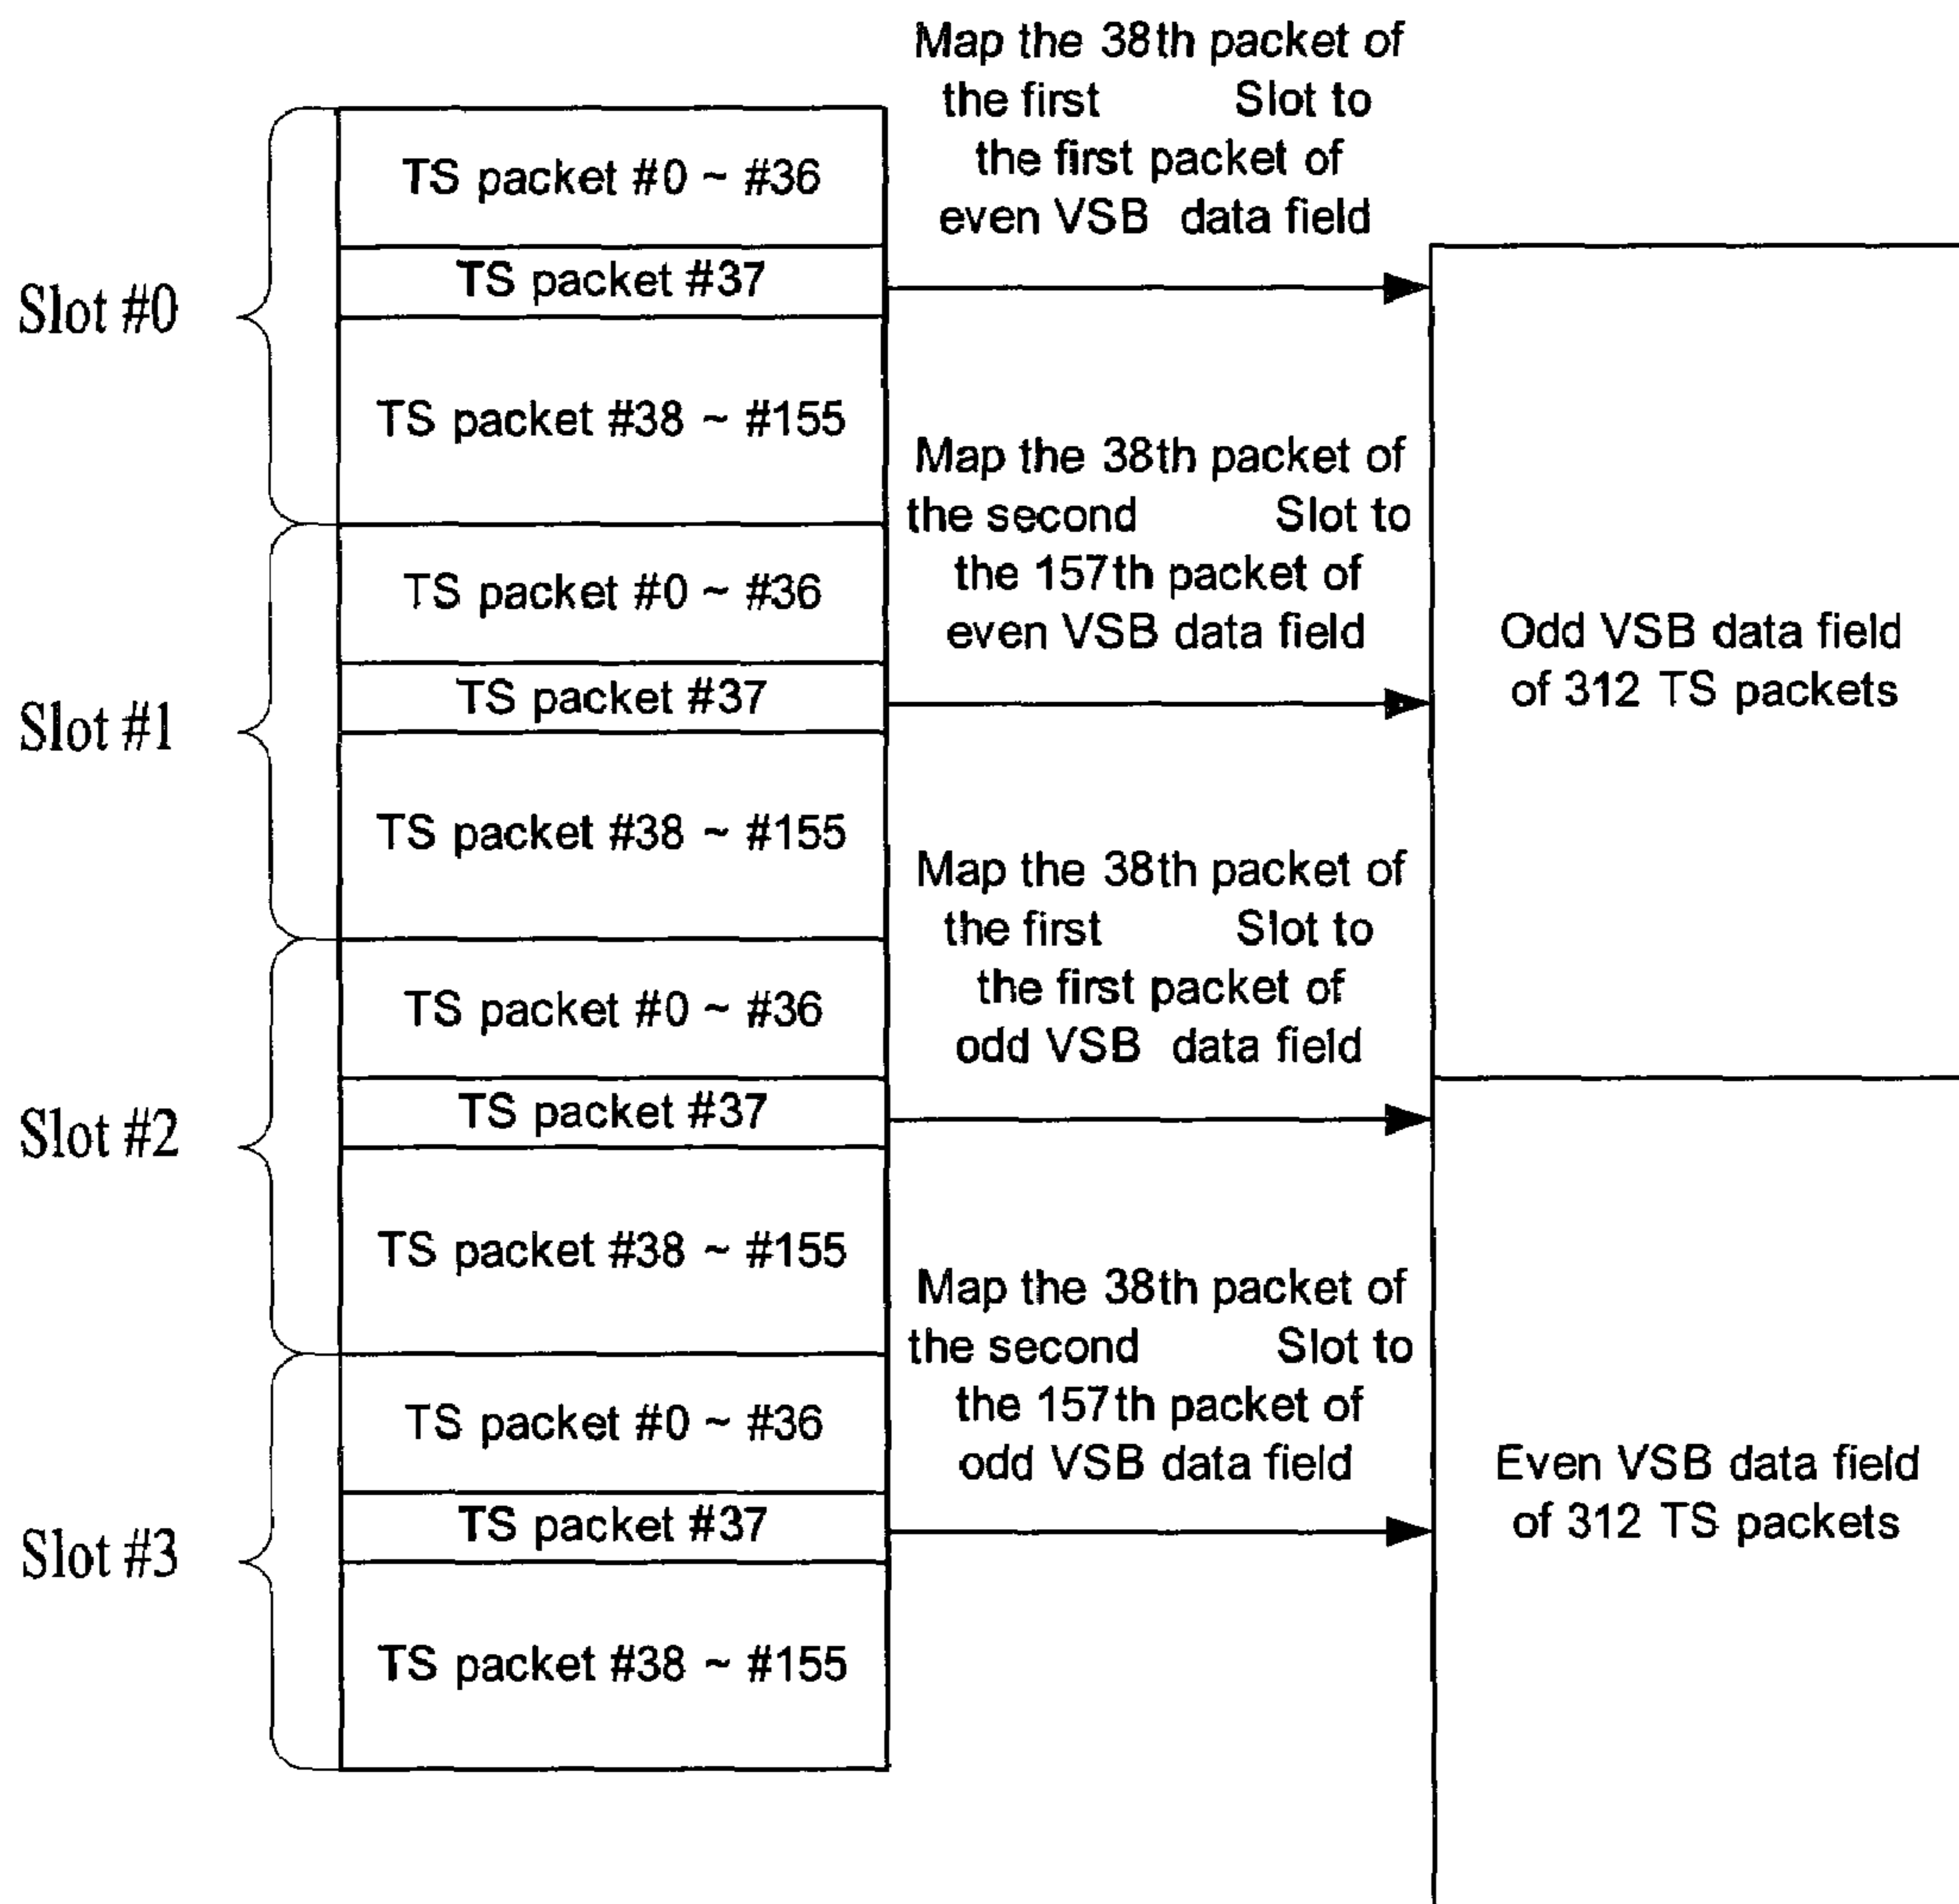 Map the 38th packet of
the first Slot to
the first packet of
even VSB data field
Slot #0
TS packet #0 ~ #36
TS packet #37
TS packet #38 ~ #155
Map the 38th packet of
the second Slot to
the 157th packet of
even VSB data field
Slot #1
TS packet #0 ~ #36
TS packet #37
TS packet #38 ~ #155
Odd VSB data field
of 312 TS packets
Map the 38th packet of
the first Slot to
the first packet of
odd VSB data field
Slot #2
TS packet #0 ~ #36
TS packet #37
TS packet #38 ~ #155
Map the 38th packet of
the second Slot to
the 157th packet of
odd VSB data field
Slot #3
TS packet #0 ~ #36
TS packet #37
TS packet #38 ~ #155
Even VSB data field
of 312 TS packets